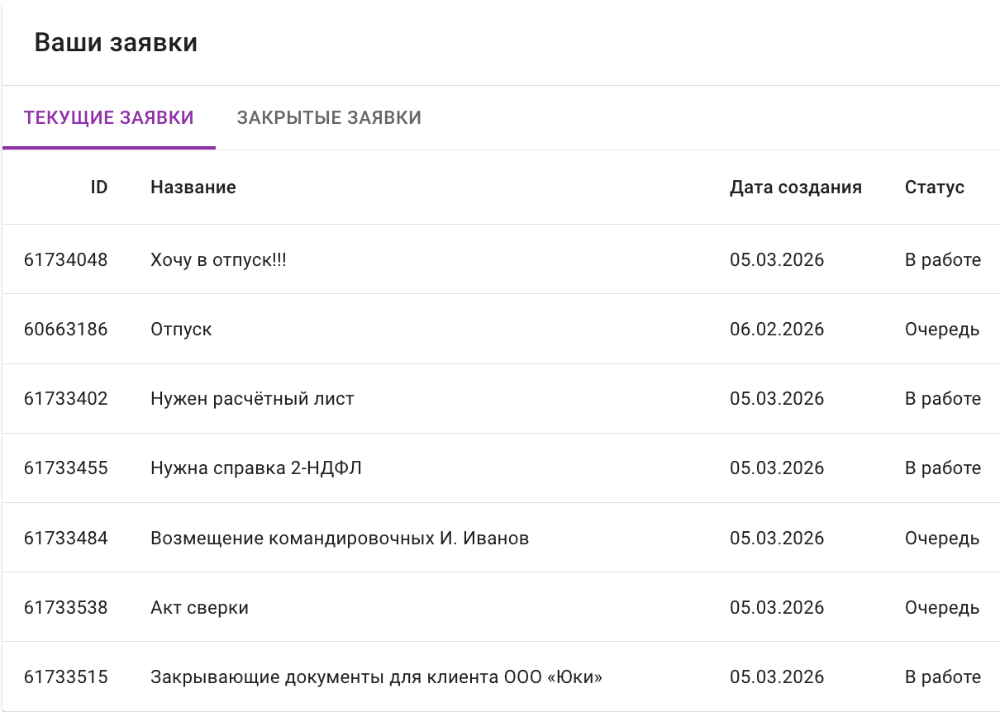 Ваши заявки
ТЕКУЩИЕ ЗАЯВКИ ЗАКРЫТЫЕ ЗАЯВКИ
ID Название Дата создания Статус
61734048 Хочу в отпуск!!! 05.03.2026 В работе
60663186 Отпуск 06.02.2026 Очередь
61733402 Нужен расчётный лист 05.03.2026 В работе
61733455 Нужна справка 2-НДФЛ 05.03.2026 В работе
61733484 Возмещение командировочных И. Иванов 05.03.2026 Очередь
61733538 Акт сверки 05.03.2026 Очередь
61733515 Закрывающие документы для клиента ООО «Юки» 05.03.2026 В работе